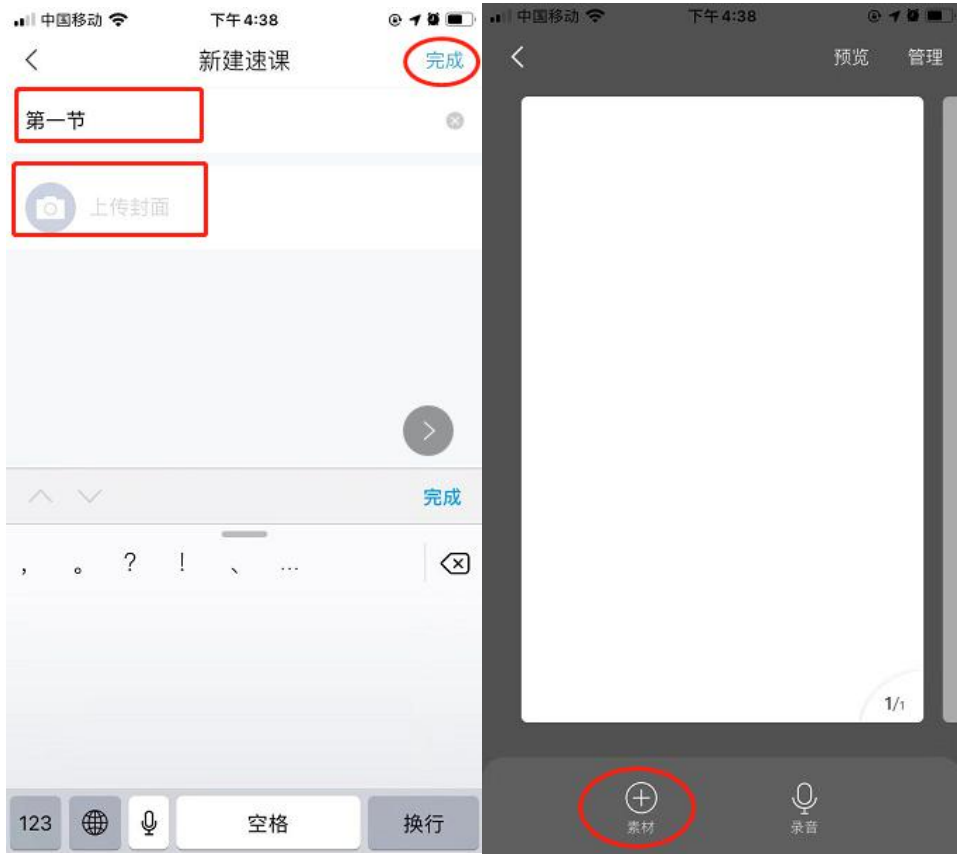 中国移动 下午4:38
新建速课 完成
第一节
上传封面
完成
, 。 ? ! 、 ...
123 空格 换行
中国移动 下午4:38
预览 管理
1/1
素材 录音